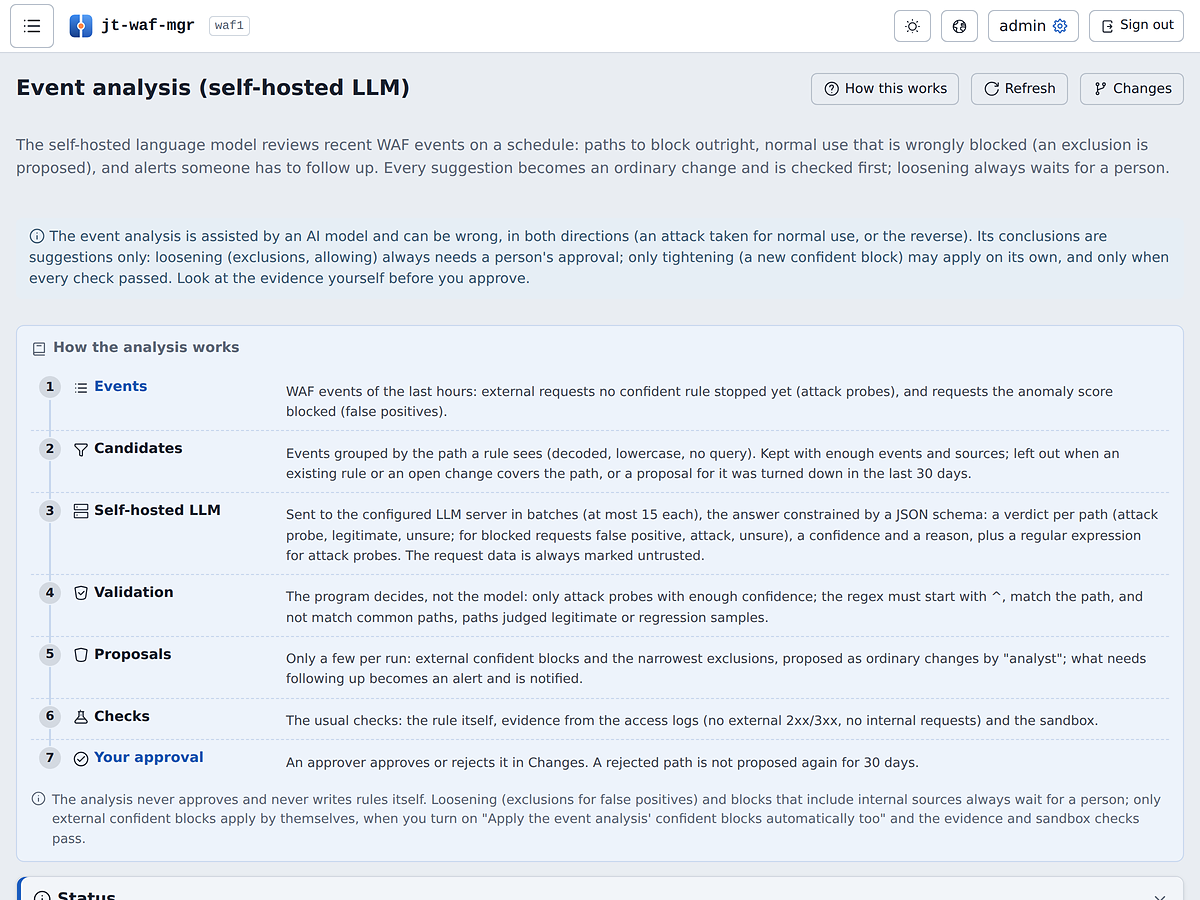 jt-waf-mgr waf1 admin Sign out
Event analysis (self-hosted LLM) How this works Refresh Changes
The self-hosted language model reviews recent WAF events on a schedule: paths to block outright, normal use that is wrongly blocked (an exclusion is
proposed), and alerts someone has to follow up. Every suggestion becomes an ordinary change and is checked first; loosening always waits for a person.
The event analysis is assisted by an AI model and can be wrong, in both directions (an attack taken for normal use, or the reverse). Its conclusions are
suggestions only: loosening (exclusions, allowing) always needs a person's approval; only tightening (a new confident block) may apply on its own, and only when
every check passed. Look at the evidence yourself before you approve.
How the analysis works
1 Events
WAF events of the last hours: external requests no confident rule stopped yet (attack probes), and requests the anomaly score
blocked (false positives).
2 Candidates
Events grouped by the path a rule sees (decoded, lowercase, no query). Kept with enough events and sources; left out when an
existing rule or an open change covers the path, or a proposal for it was turned down in the last 30 days.
3 Self-hosted LLM
Sent to the configured LLM server in batches (at most 15 each), the answer constrained by a JSON schema: a verdict per path (attack
probe, legitimate, unsure; for blocked requests false positive, attack, unsure), a confidence and a reason, plus a regular expression
for attack probes. The request data is always marked untrusted.
4 Validation
The program decides, not the model: only attack probes with enough confidence; the regex must start with ^, match the path, and
not match common paths, paths judged legitimate or regression samples.
5 Proposals
Only a few per run: external confident blocks and the narrowest exclusions, proposed as ordinary changes by "analyst"; what needs
following up becomes an alert and is notified.
6 Checks
The usual checks: the rule itself, evidence from the access logs (no external 2xx/3xx, no internal requests) and the sandbox.
7 Your approval
An approver approves or rejects it in Changes. A rejected path is not proposed again for 30 days.
The analysis never approves and never writes rules itself. Loosening (exclusions for false positives) and blocks that include internal sources always wait for a person; only
external confident blocks apply by themselves, when you turn on "Apply the event analysis' confident blocks automatically too" and the evidence and sandbox checks
pass.
Status